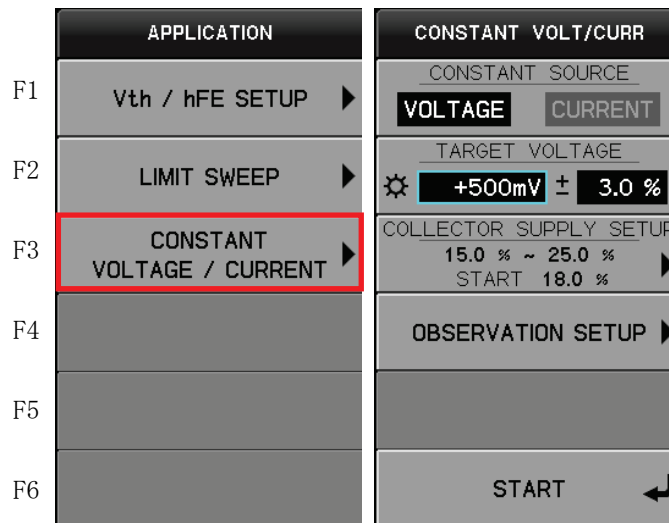 APPLICATION
F1
Vth / hFE SETUP
F2
LIMIT SWEEP
F3
CONSTANT
VOLTAGE / CURRENT
F4
F5
F6
CONSTANT VOLT/CURR
CONSTANT SOURCE
VOLTAGE CURRENT
TARGET VOLTAGE
+500mV ± 3.0 %
COLLECTOR SUPPLY SETUP
15.0 % ~ 25.0 %
START 18.0 %
OBSERVATION SETUP
START